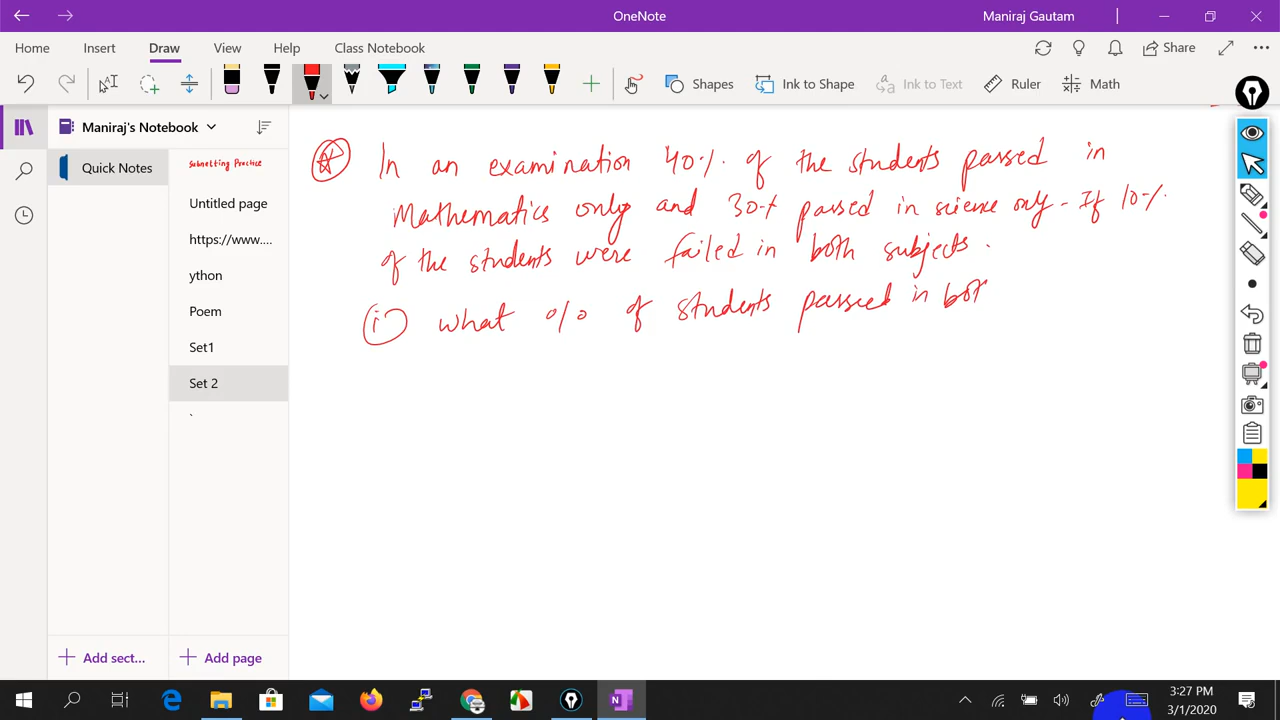 OneNote
Maniraj Gautam
Home Insert Draw View Help Class Notebook
Share
Shapes Ink to Shape Ink to Text Ruler Math
Maniraj's Notebook
Quick Notes
Subnetting Practice
Untitled page
https://www....
ython
Poem
Set1
Set 2
`
Add sect...
Add page
In an examination 40% of the students passed in
Mathematics only and 30% passed in science only. If 10%
of the students were failed in both subjects.
(i) what % of students passed in bot
3:27 PM
3/1/2020